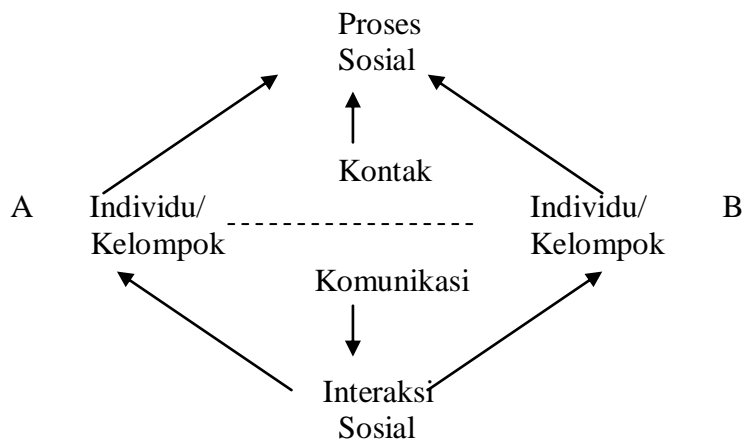 Proses
Sosial
Kontak
A Individu/ Individu/ B
Kelompok Kelompok
Komunikasi
Interaksi
Sosial